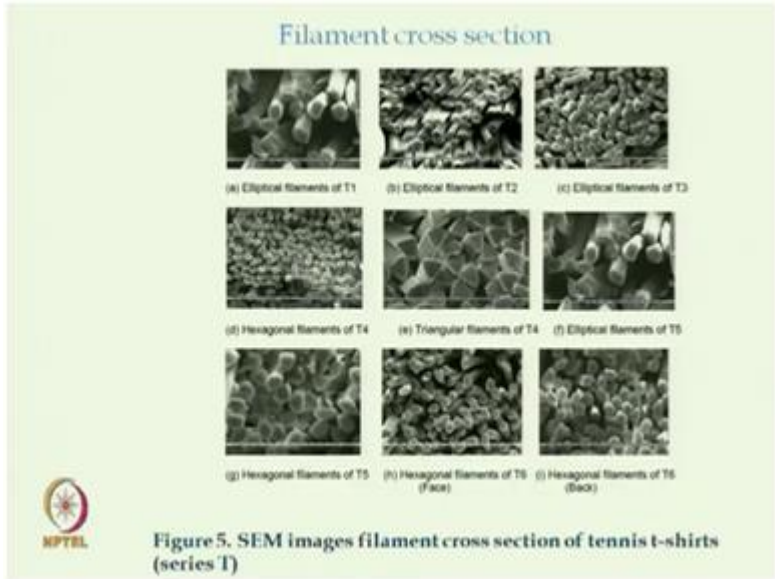 Filament cross section
(a) Elliptical filaments of T1
(b) Elliptical filaments of T2
(c) Elliptical filaments of T3
(d) Hexagonal filaments of T4
(e) Triangular filaments of T4
(f) Elliptical filaments of T5
(g) Hexagonal filaments of T5
(h) Hexagonal filaments of T6
(Face)
(i) Hexagonal filaments of T6
(Back)
NPTEL
Figure 5. SEM images filament cross section of tennis t-shirts
(series T)